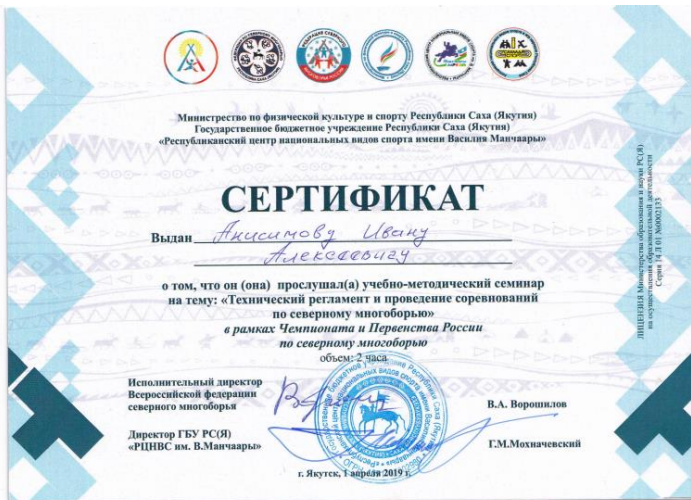 Министерство по физической культуре и спорту Республики Саха (Якутия)
Государственное бюджетное учреждение Республики Саха (Якутия)
«Республиканский центр национальных видов спорта имени Василия Манчаары»
СЕРТИФИКАТ
Выдан Анисимову Ивану
Алексеевичу
о том, что он (она) прослушал(а) учебно-методический семинар
на тему: «Технический регламент и проведение соревнований
по северному многоборью»
в рамках Чемпионата и Первенства России
по северному многоборью
объем: 2 часа
Исполнительный директор
Всероссийской федерации
северного многоборья
В.А. Ворошилов
Директор ГБУ РС(Я)
«РЦНВС им. В.Манчаары»
Г.М.Мохначевский
г. Якутск, 1 апреля 2019 г.
ЛИЦЕНЗИЯ Министерства образования и науки РС(Я)
на осуществление образовательной деятельности
Серия 14 Л 01 №0002133